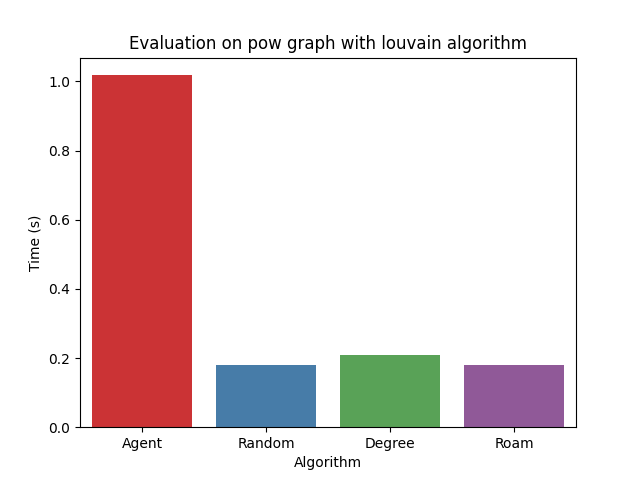 Evaluation on pow graph with louvain algorithm
1.0
0.8
0.6
0.4
0.2
0.0
Time (s)
Agent Random Degree Roam
Algorithm